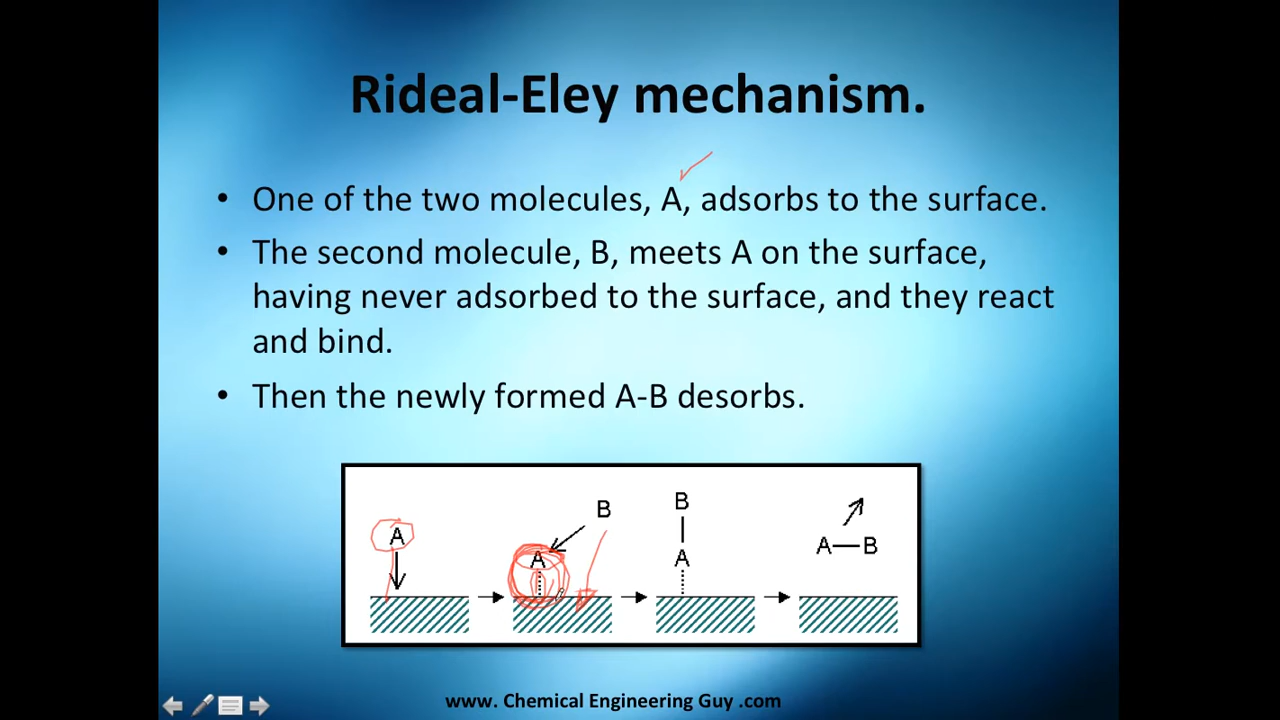 Rideal-Eley mechanism.
• One of the two molecules, A, adsorbs to the surface.
• The second molecule, B, meets A on the surface,
having never adsorbed to the surface, and they react
and bind.
• Then the newly formed A-B desorbs.
A
A
B
B
A
A—B
www. Chemical Engineering Guy .com